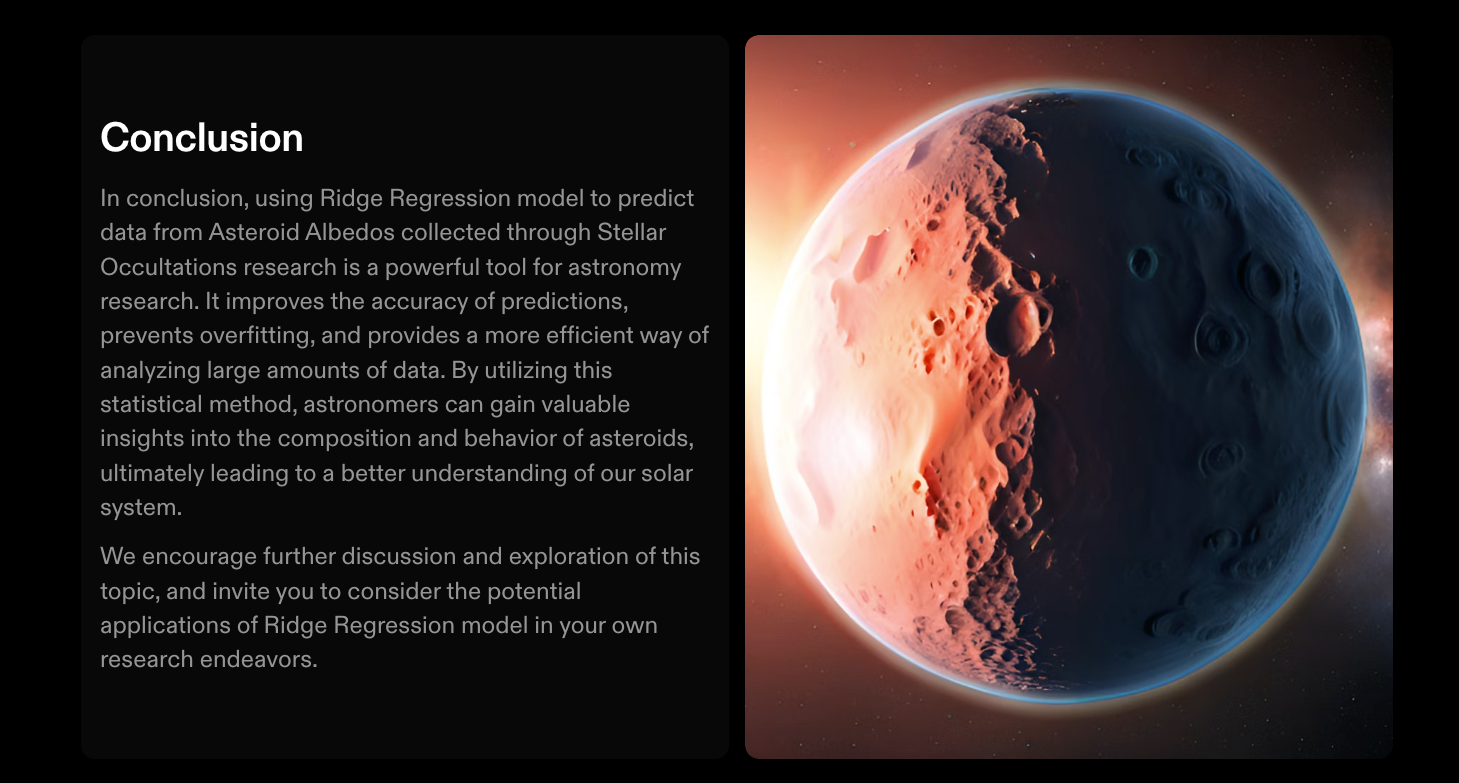 Conclusion
In conclusion, using Ridge Regression model to predict
data from Asteroid Albedos collected through Stellar
Occultations research is a powerful tool for astronomy
research. It improves the accuracy of predictions,
prevents overfitting, and provides a more efficient way of
analyzing large amounts of data. By utilizing this
statistical method, astronomers can gain valuable
insights into the composition and behavior of asteroids,
ultimately leading to a better understanding of our solar
system.
We encourage further discussion and exploration of this
topic, and invite you to consider the potential
applications of Ridge Regression model in your own
research endeavors.